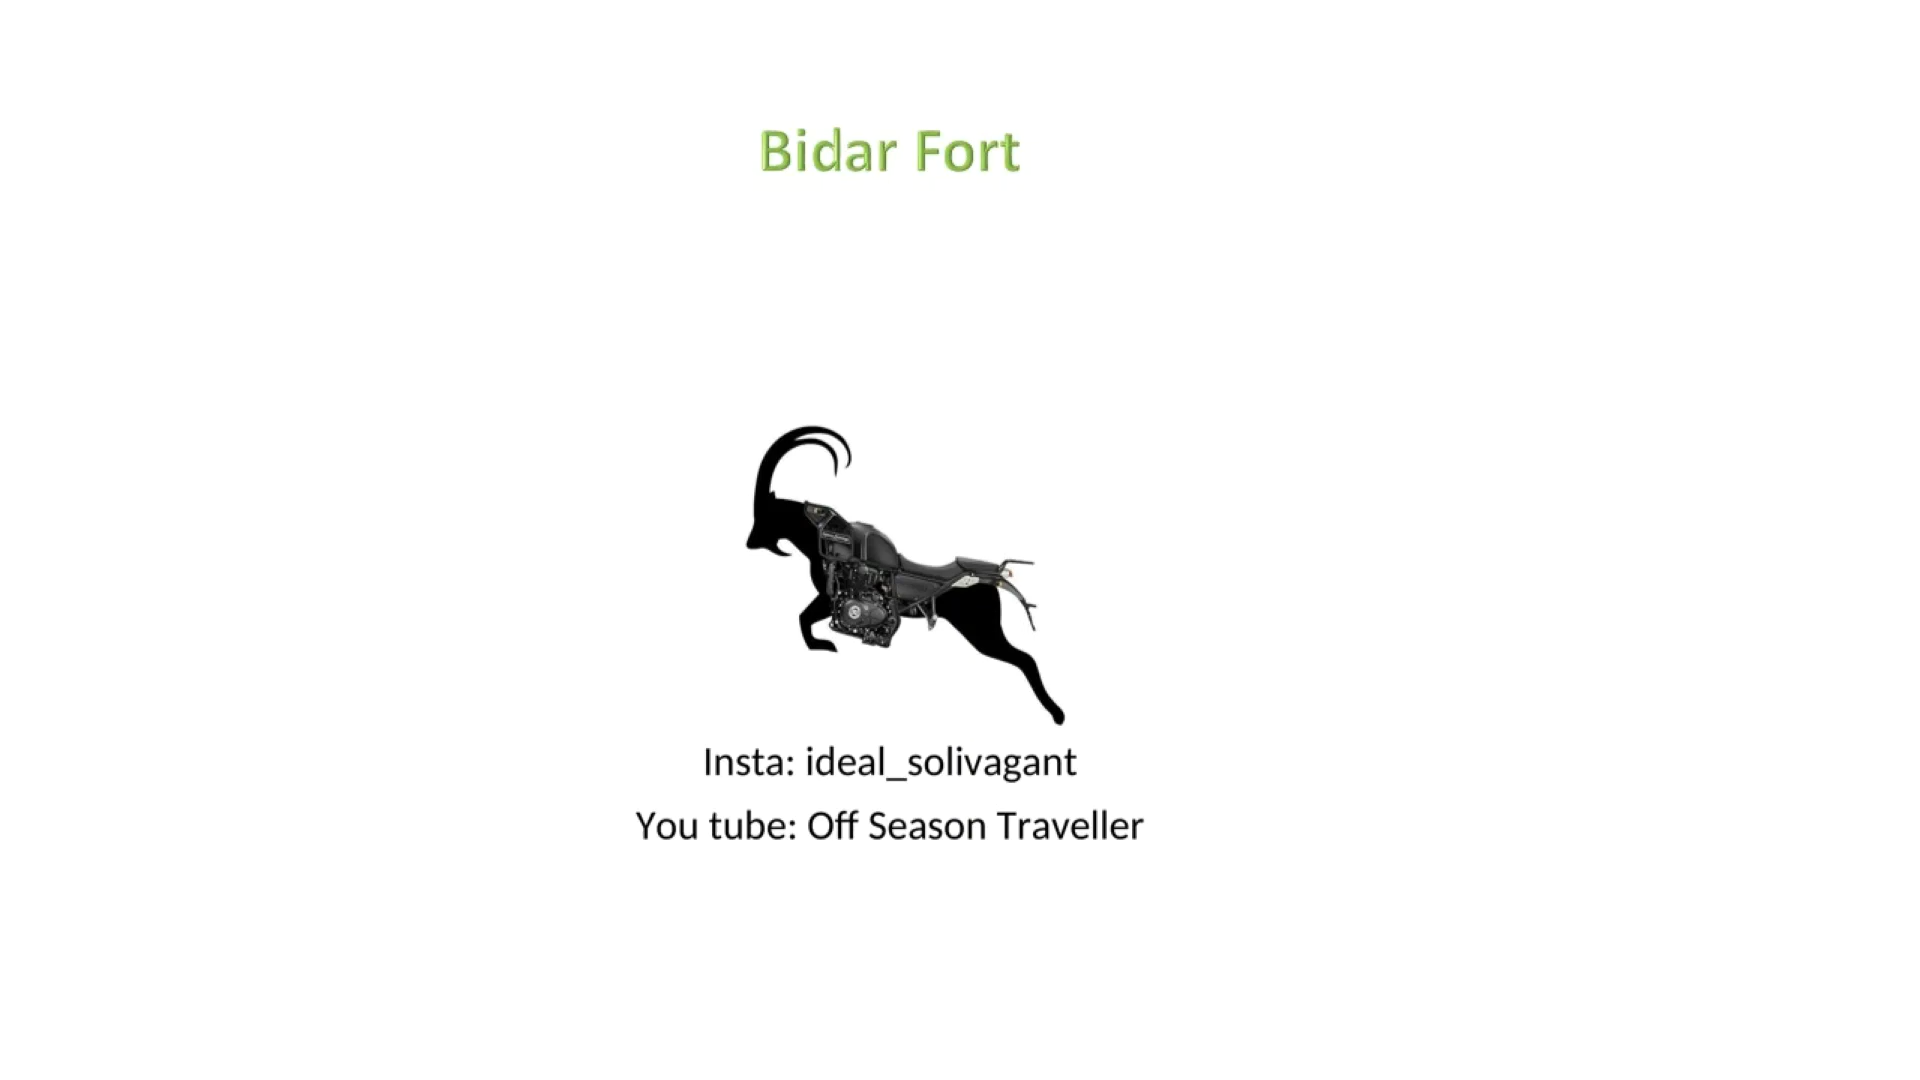 Bidar Fort
Insta: ideal_solivagant
You tube: Off Season Traveller